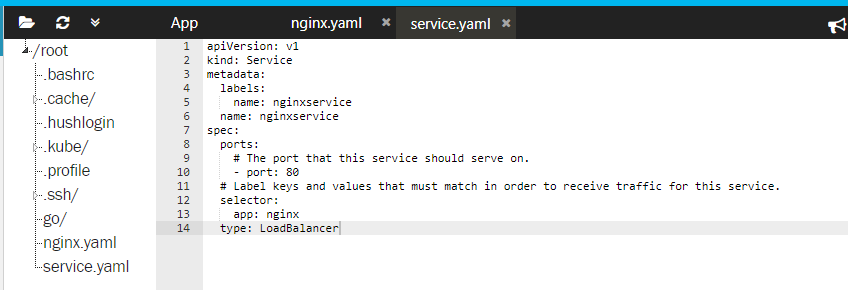 App
nginx.yaml ×
service.yaml ×
/root
.bashrc
.cache/
.hushlogin
.kube/
.profile
.ssh/
go/
nginx.yaml
service.yaml
1 apiVersion: v1
2 kind: Service
3 metadata:
4   labels:
5     name: nginxservice
6   name: nginxservice
7 spec:
8   ports:
9     # The port that this service should serve on.
10     - port: 80
11   # Label keys and values that must match in order to receive traffic for this service.
12   selector:
13     app: nginx
14   type: LoadBalancer